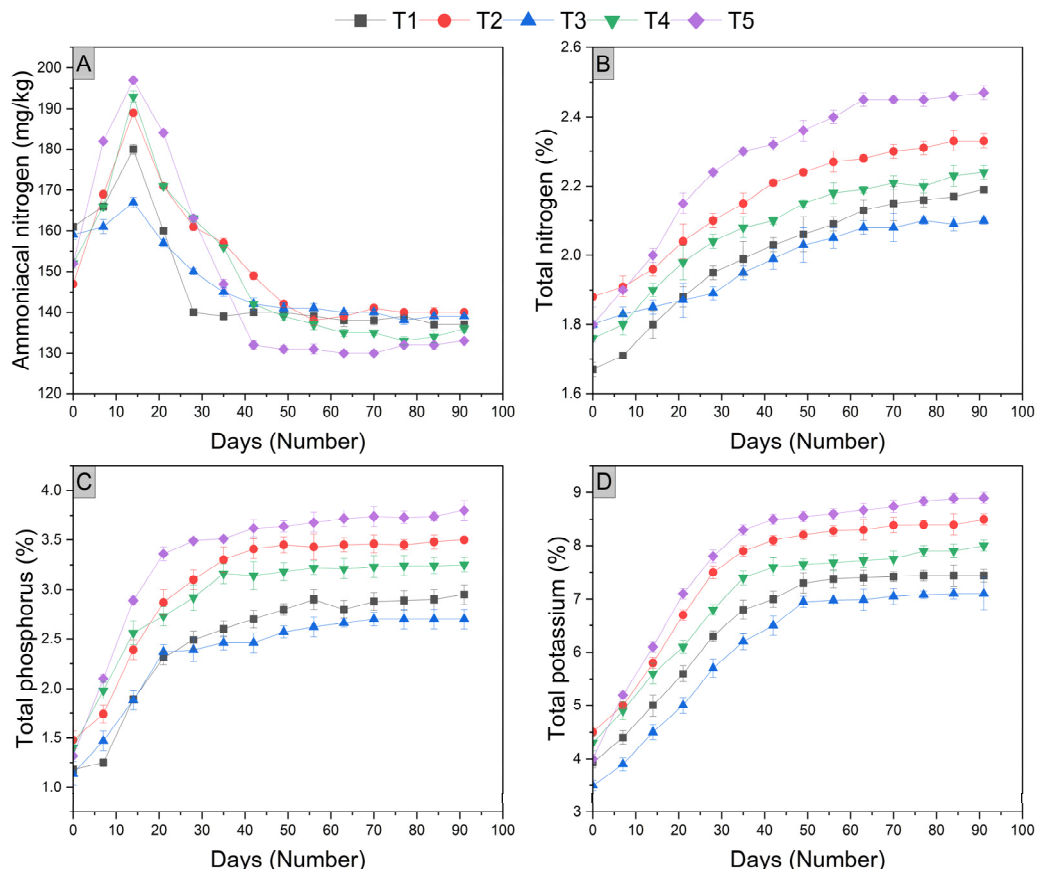 T1 T2 T3 T4 T5
A
Ammoniacal nitrogen (mg/kg)
200
190
180
170
160
150
140
130
120
0 10 20 30 40 50 60 70 80 90 100
Days (Number)
B
Total nitrogen (%)
2.6
2.4
2.2
2.0
1.8
1.6
0 10 20 30 40 50 60 70 80 90 100
Days (Number)
C
Total phosphorus (%)
4.0
3.5
3.0
2.5
2.0
1.5
1.0
0 10 20 30 40 50 60 70 80 90 100
Days (Number)
D
Total potassium (%)
9
8
7
6
5
4
3
0 10 20 30 40 50 60 70 80 90 100
Days (Number)